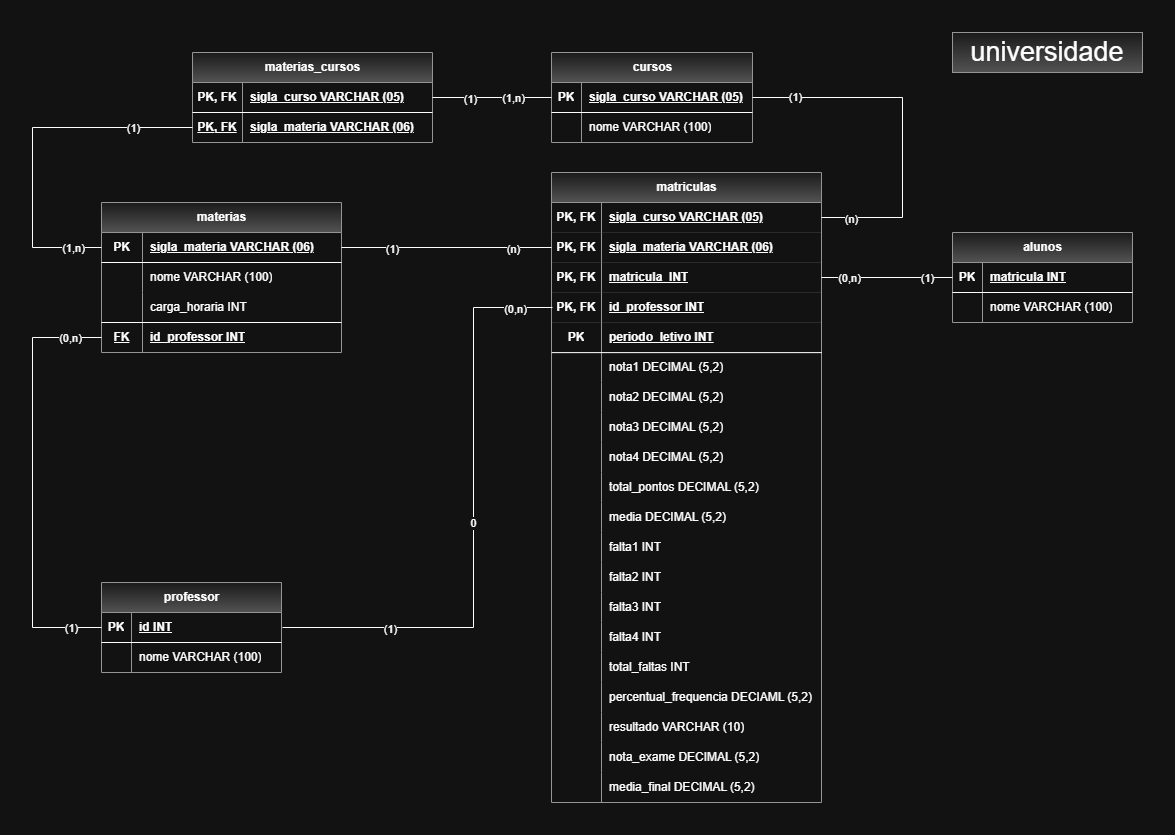 universidade
materias_cursos
PK, FK sigla_curso VARCHAR (05)
PK, FK sigla_materia VARCHAR (06)
(1)
(1,n)
cursos
PK sigla_curso VARCHAR (05)
nome VARCHAR (100)
(1)
(1)
(1,n)
materias
PK sigla_materia VARCHAR (06)
nome VARCHAR (100)
carga_horaria INT
FK id_professor INT
(1)
(n)
(0,n)
(1)
matriculas
PK, FK sigla_curso VARCHAR (05)
PK, FK sigla_materia VARCHAR (06)
PK, FK matricula_INT
PK, FK id_professor INT
PK periodo_letivo INT
nota1 DECIMAL (5,2)
nota2 DECIMAL (5,2)
nota3 DECIMAL (5,2)
nota4 DECIMAL (5,2)
total_pontos DECIMAL (5,2)
media DECIMAL (5,2)
falta1 INT
falta2 INT
falta3 INT
falta4 INT
total_faltas INT
percentual_frequencia DECIAML (5,2)
resultado VARCHAR (10)
nota_exame DECIMAL (5,2)
media_final DECIMAL (5,2)
(n)
(0,n)
(1)
alunos
PK matricula INT
nome VARCHAR (100)
(0,n)
0
(1)
professor
PK id INT
nome VARCHAR (100)